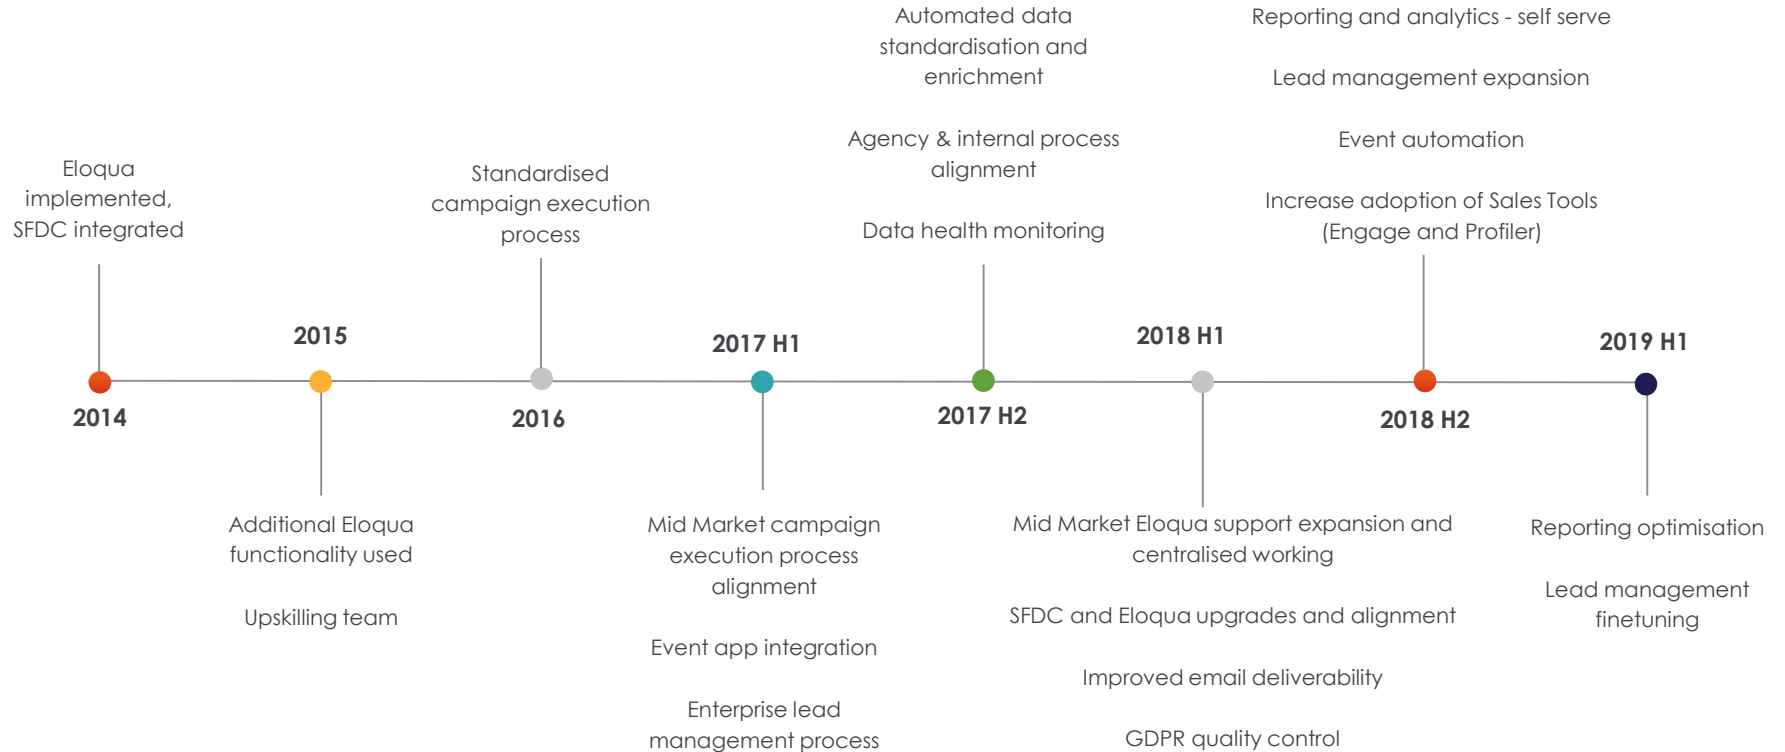 Eloqua
implemented,
SFDC integrated
2014
2015
Additional Eloqua
functionality used
Upskilling team
Standardised
campaign execution
process
2016
2017 H1
Mid Market campaign
execution process
alignment
Event app integration
Enterprise lead
management process
Automated data
standardisation and
enrichment
Agency & internal process
alignment
Data health monitoring
2017 H2
2018 H1
Mid Market Eloqua support expansion and
centralised working
SFDC and Eloqua upgrades and alignment
Improved email deliverability
GDPR quality control
Reporting and analytics - self serve
Lead management expansion
Event automation
Increase adoption of Sales Tools
(Engage and Profiler)
2018 H2
2019 H1
Reporting optimisation
Lead management
finetuning